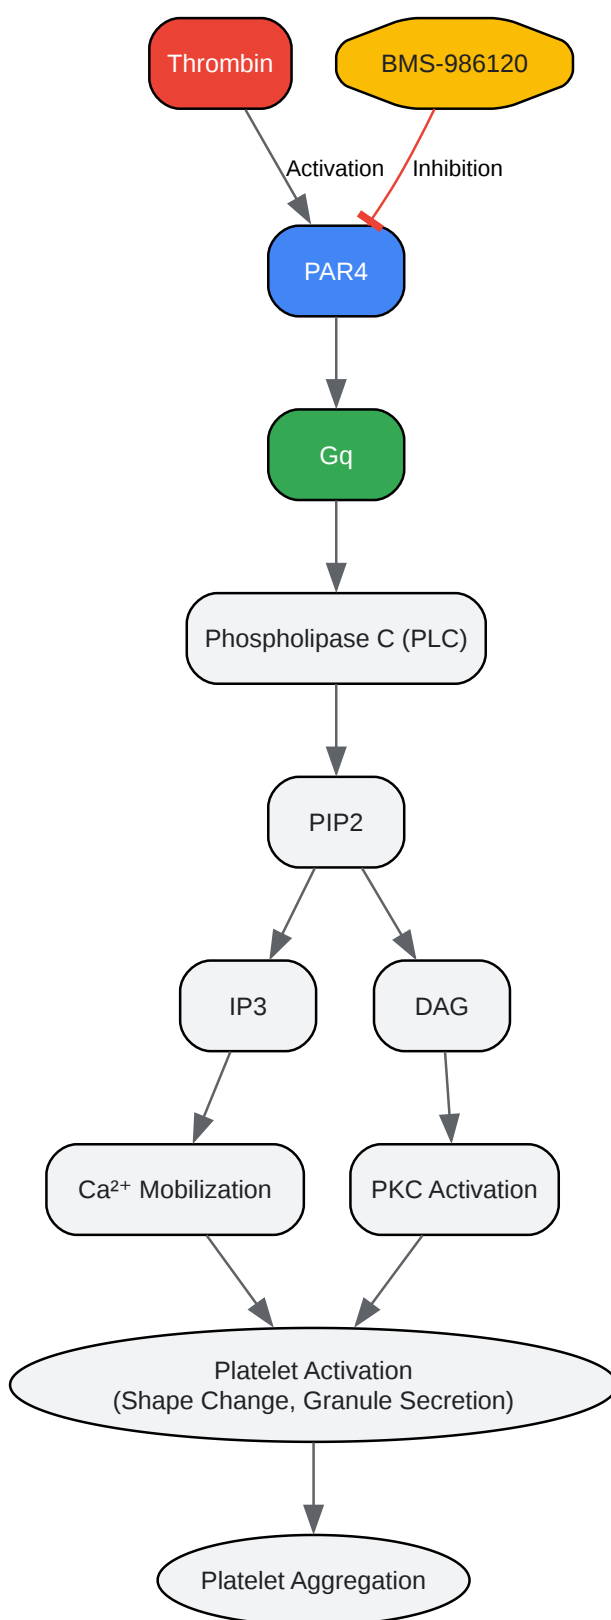 Thrombin
BMS-986120
Activation
Inhibition
PAR4
Gq
Phospholipase C (PLC)
PIP2
IP3
DAG
Ca²⁺ Mobilization
PKC Activation
Platelet Activation
(Shape Change, Granule Secretion)
Platelet Aggregation